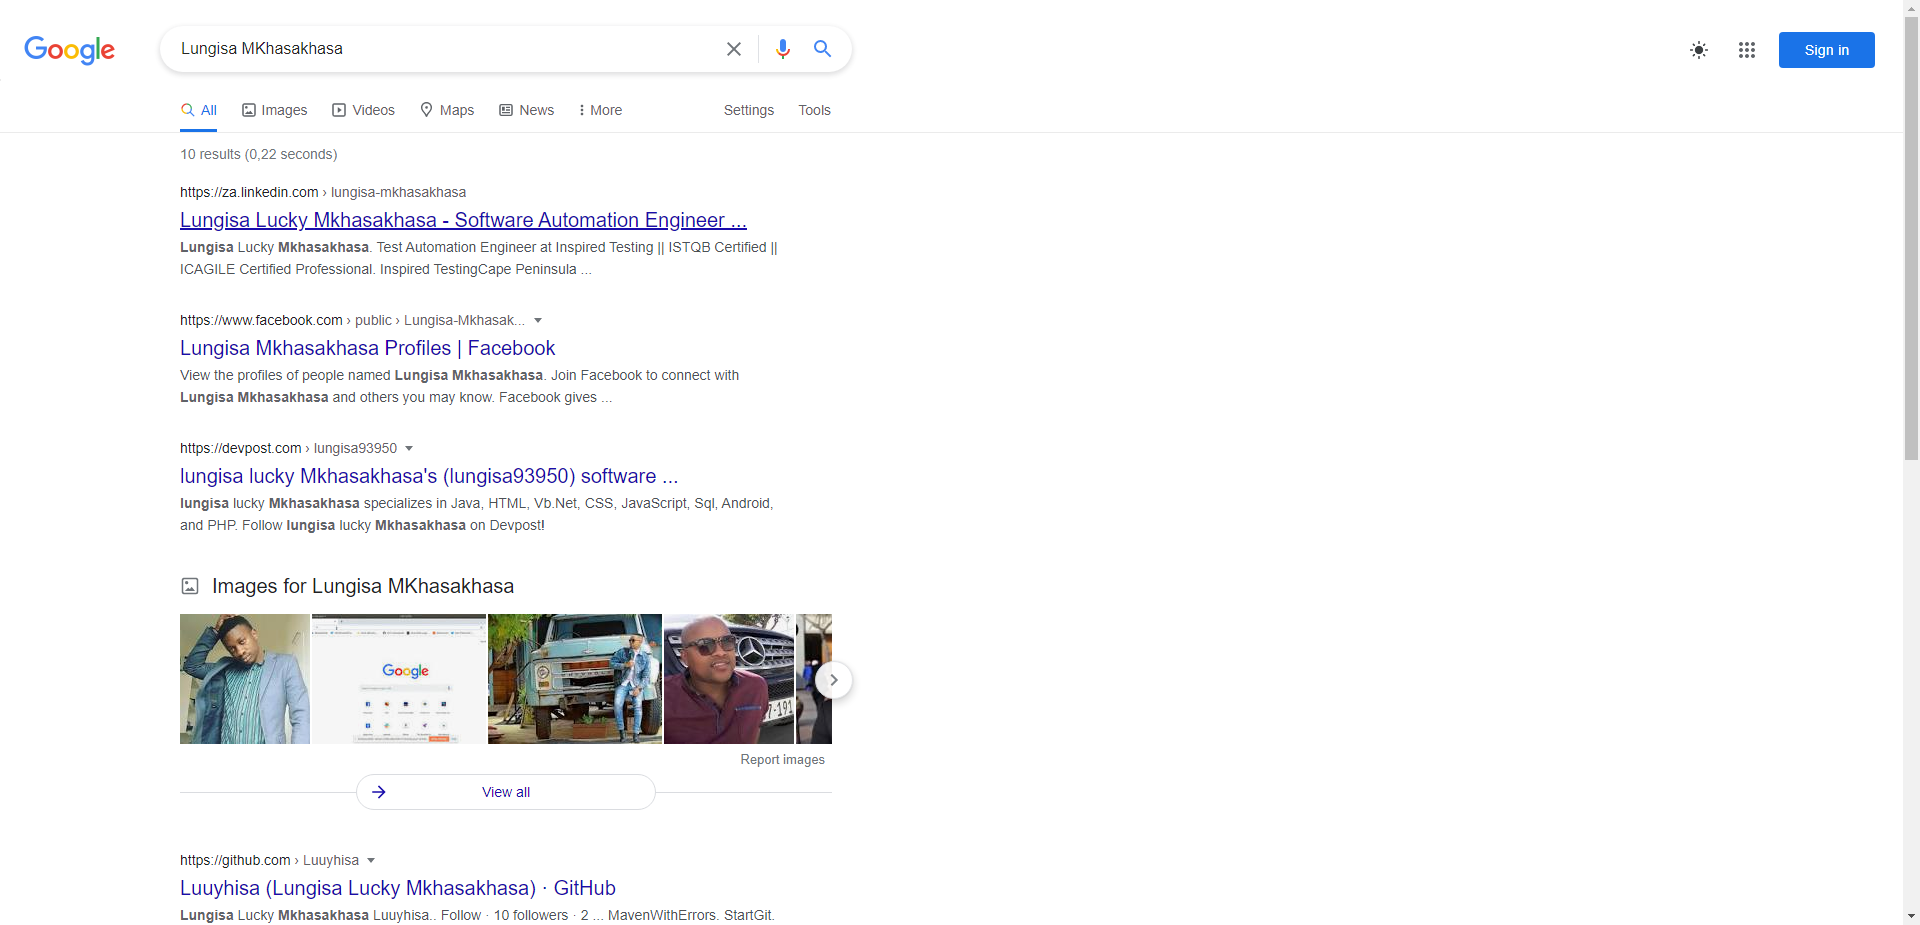 Google
Lungisa MKhasakhasa
Sign in
All
Images
Videos
Maps
News
More
Settings
Tools
10 results (0,22 seconds)
https://za.linkedin.com › lungisa-mkhasakhasa
Lungisa Lucky Mkhasakhasa - Software Automation Engineer ...
Lungisa Lucky Mkhasakhasa. Test Automation Engineer at Inspired Testing || ISTQB Certified ||
ICAGILE Certified Professional. Inspired TestingCape Peninsula ...
https://www.facebook.com › public › Lungisa-Mkhasak...
Lungisa Mkhasakhasa Profiles | Facebook
View the profiles of people named Lungisa Mkhasakhasa. Join Facebook to connect with
Lungisa Mkhasakhasa and others you may know. Facebook gives ...
https://devpost.com › lungisa93950
lungisa lucky Mkhasakhasa's (lungisa93950) software ...
lungisa lucky Mkhasakhasa specializes in Java, HTML, Vb.Net, CSS, JavaScript, Sql, Android,
and PHP. Follow lungisa lucky Mkhasakhasa on Devpost!
Images for Lungisa MKhasakhasa
Google
7-191
Report images
View all
https://github.com › Luuyhisa
Luuyhisa (Lungisa Lucky Mkhasakhasa) · GitHub
Lungisa Lucky Mkhasakhasa Luuyhisa.. Follow · 10 followers · 2 ... MavenWithErrors. StartGit.